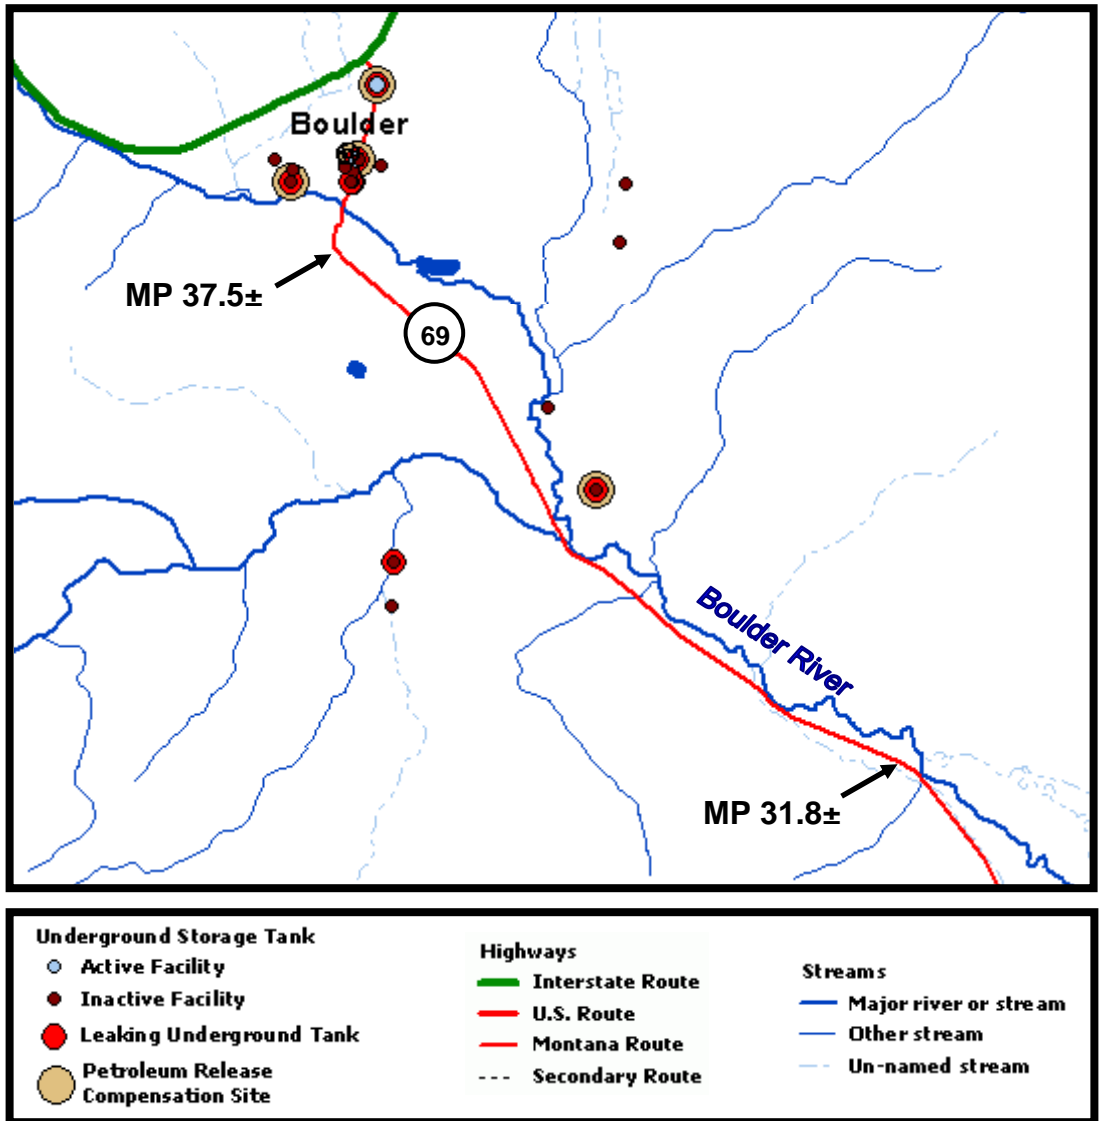 Boulder
MP 37.5±
69
Boulder River
MP 31.8±
Underground Storage Tank
Active Facility
Inactive Facility
Leaking Underground Tank
Petroleum Release
Compensation Site
Highways
Interstate Route
U.S. Route
Montana Route
Secondary Route
Streams
Major river or stream
Other stream
Un-named stream